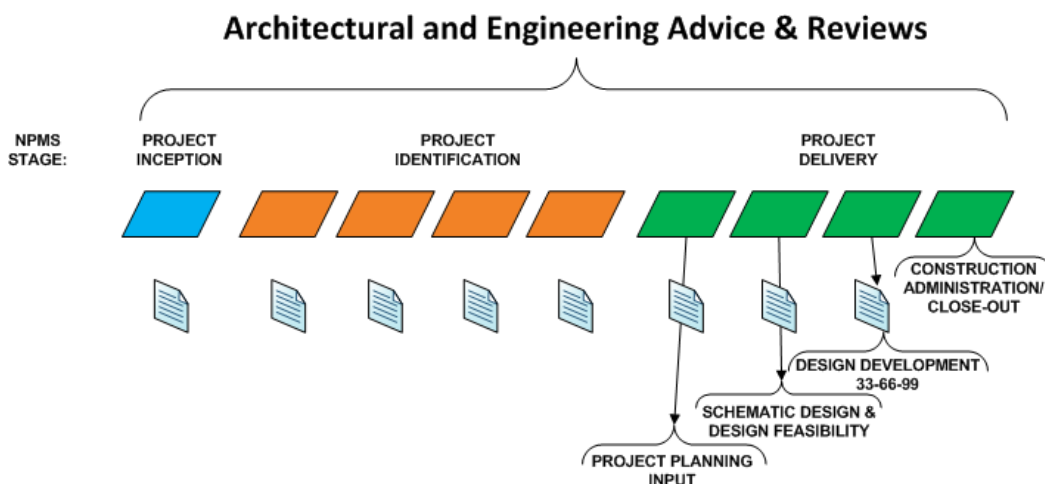 Architectural and Engineering Advice & Reviews
NPMS
STAGE:
PROJECT
INCEPTION
PROJECT
IDENTIFICATION
PROJECT
DELIVERY
CONSTRUCTION
ADMINISTRATION/
CLOSE-OUT
DESIGN DEVELOPMENT
33-66-99
SCHEMATIC DESIGN &
DESIGN FEASIBILITY
PROJECT PLANNING
INPUT